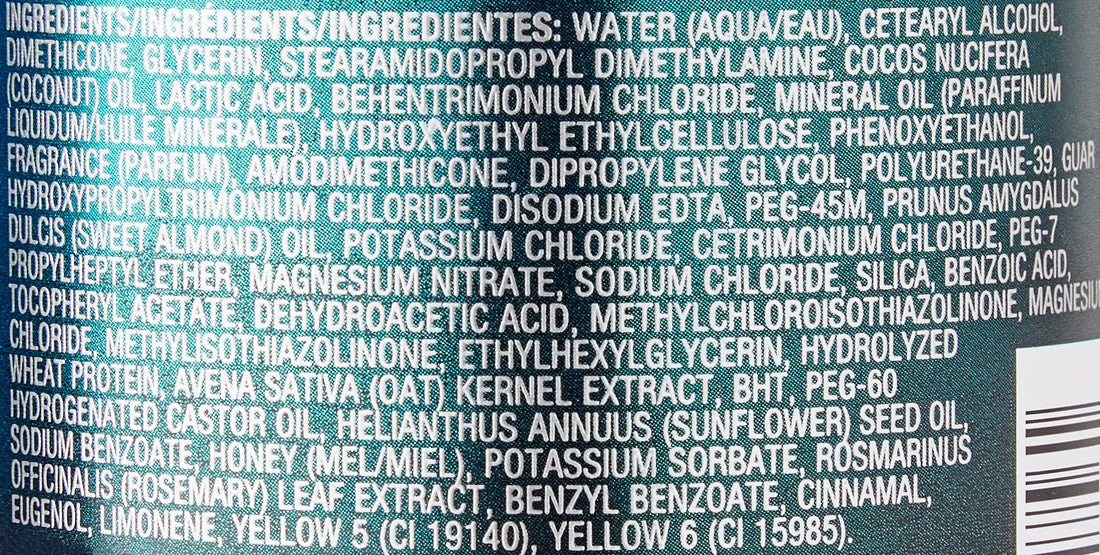 INGREDIENTS/INGRÉDIENTS/INGREDIENTES: WATER (AQUA/EAU), CETEARYL ALCOHOL,
DIMETHICONE, GLYCERIN, STEARAMIDOPROPYL DIMETHYLAMINE, COCOS NUCIFERA
(COCONUT) OIL, LACTIC ACID, BEHENTRIMONIUM CHLORIDE, MINERAL OIL (PARAFFINUM
LIQUIDUM/HUILE MINÉRALE), HYDROXYETHYL ETHYLCELLULOSE, PHENOXYETHANOL,
FRAGRANCE (PARFUM), AMODIMETHICONE, DIPROPYLENE GLYCOL, POLYURETHANE-39, GUAR
HYDROXYPROPYLTRIMONIUM CHLORIDE, DISODIUM EDTA, PEG-45M, PRUNUS AMYGDALUS
DULCIS (SWEET ALMOND) OIL, POTASSIUM CHLORIDE, CETRIMONIUM CHLORIDE, PEG-7
PROPYLHEPTYL ETHER, MAGNESIUM NITRATE, SODIUM CHLORIDE, SILICA, BENZOIC ACID,
TOCOPHERYL ACETATE, DEHYDROACETIC ACID, METHYLCHLOROISOTHIAZOLINONE, MAGNESIUM
CHLORIDE, METHYLISOTHIAZOLINONE, ETHYLHEXYLGLYCERIN, HYDROLYZED
WHEAT PROTEIN, AVENA SATIVA (OAT) KERNEL EXTRACT, BHT, PEG-60
HYDROGENATED CASTOR OIL, HELIANTHUS ANNUUS (SUNFLOWER) SEED OIL,
SODIUM BENZOATE, HONEY (MEL/MIEL), POTASSIUM SORBATE, ROSMARINUS
OFFICINALIS (ROSEMARY) LEAF EXTRACT, BENZYL BENZOATE, CINNAMAL,
EUGENOL, LIMONENE, YELLOW 5 (CI 19140), YELLOW 6 (CI 15985).